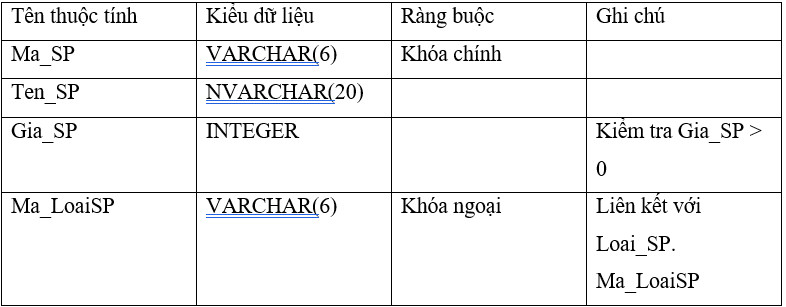 Tên thuộc tính Kiểu dữ liệu Ràng buộc Ghi chú
Ma_SP VARCHAR(6) Khóa chính
Ten_SP NVARCHAR(20)
Gía_SP INTEGER Kiểm tra Gia_SP >
0
Ma_LoaiSP VARCHAR(6) Khóa ngoại Liên kết với
Loai_SP.
Ma_LoaiSP